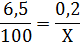 6,5/100 = 0,2/X